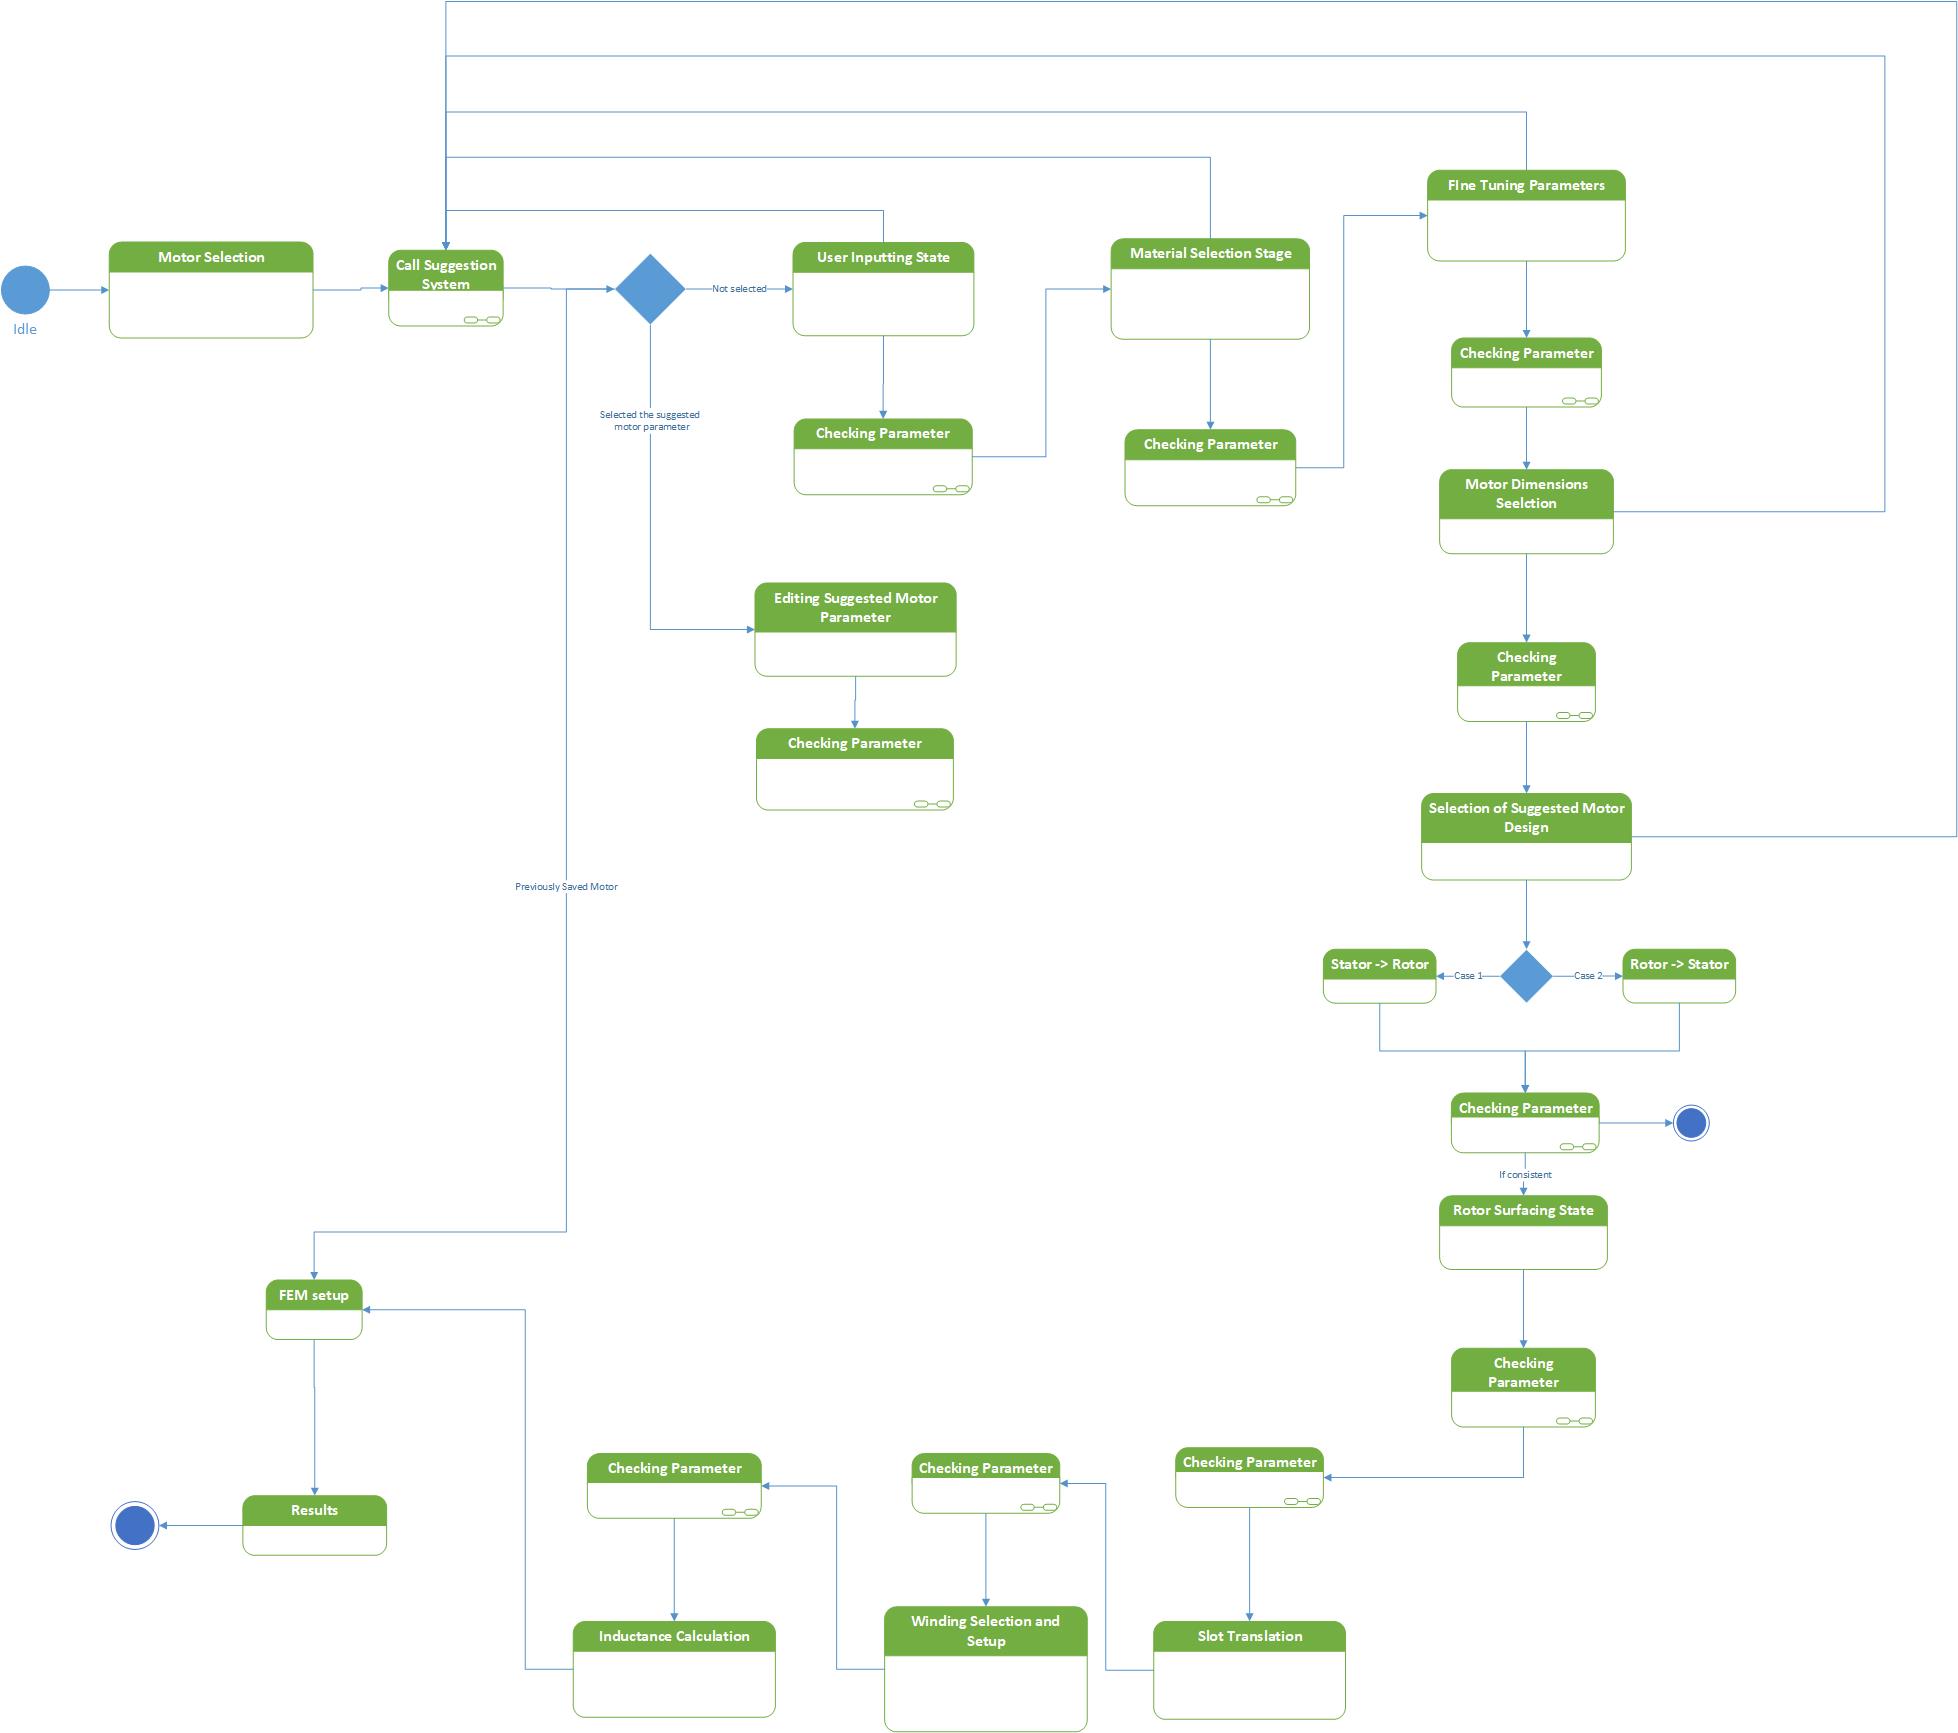 FIne Tuning Parameters
Motor Selection
Call Suggestion
System
User Inputting State
Material Selection Stage
Idle
Not selected
Checking Parameter
Selected the suggested
motor parameter
Checking Parameter
Checking Parameter
Motor Dimensions
Seelction
Editing Suggested Motor
Parameter
Checking
Parameter
Checking Parameter
Selection of Suggested Motor
Design
Previously Saved Motor
Stator -> Rotor
Case 1
Case 2
Rotor -> Stator
Checking Parameter
If consistent
Rotor Surfacing State
FEM setup
Checking
Parameter
Checking Parameter
Checking Parameter
Checking Parameter
Results
Inductance Calculation
Winding Selection and
Setup
Slot Translation